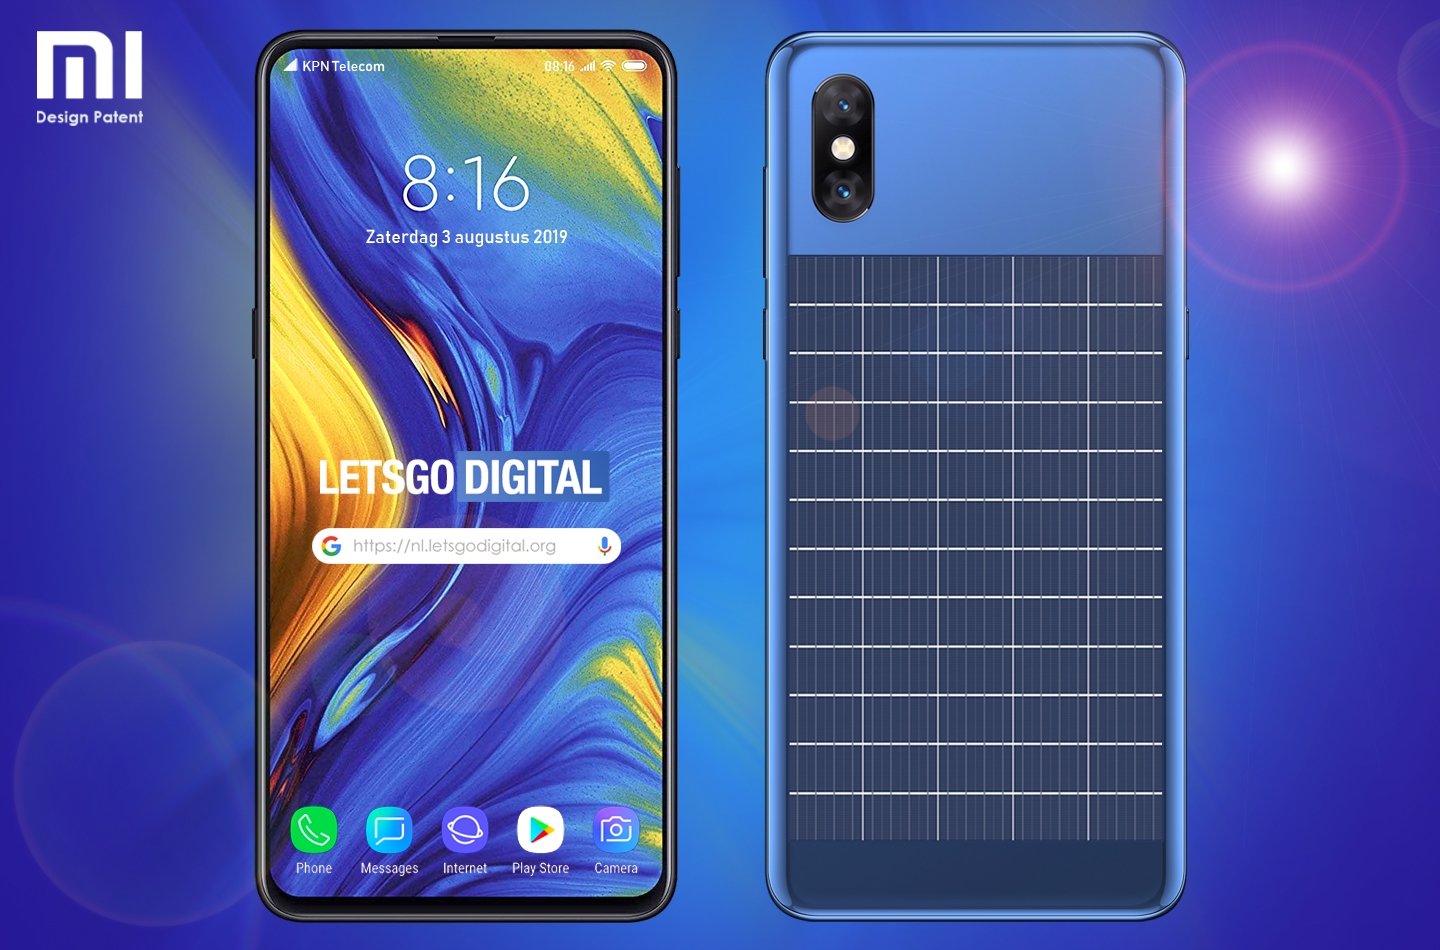 MI
Design Patent
KPN Telecom
08:16
8:16
Zaterdag 3 augustus 2019
LETSGO DIGITAL
https://nl.letsgodigital.org
Phone
Messages
Internet
Play Store
Camera